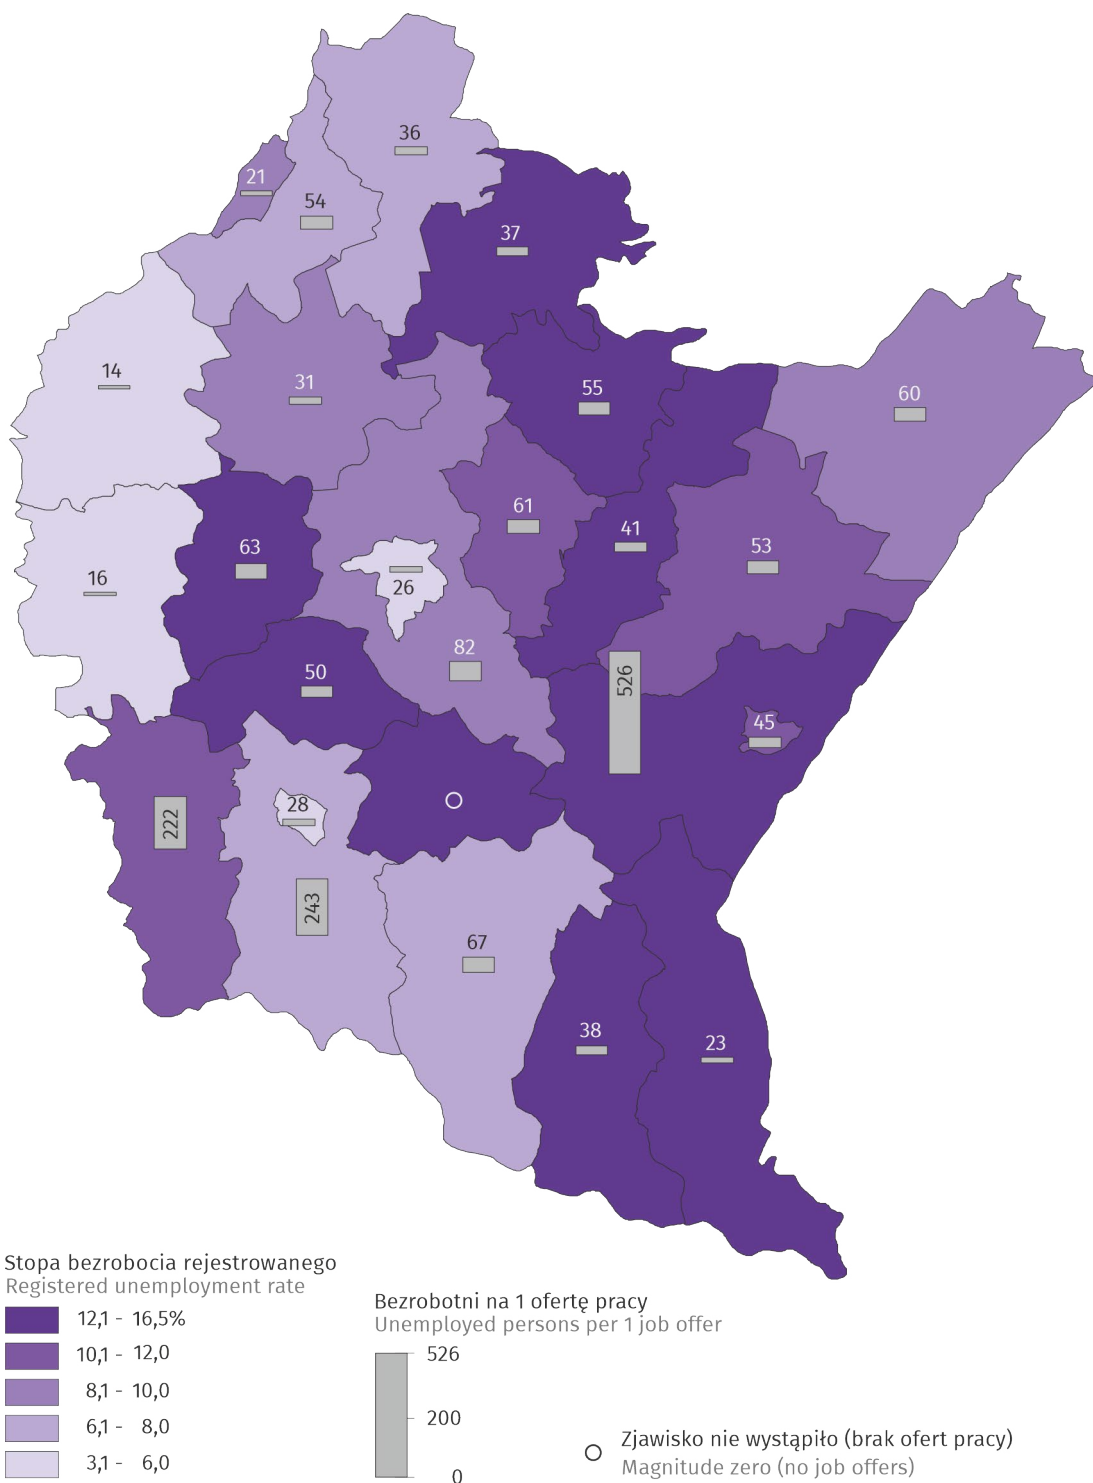 36
21
54
37
14
31
55
60
61
41
63
53
16
26
82
50
526
45
28
222
243
67
38
23
Stopa bezrobocia rejestrowanego
Registered unemployment rate
12,1 - 16,5%
10,1 - 12,0
8,1 - 10,0
6,1 - 8,0
3,1 - 6,0
Bezrobotni na 1 ofertę pracy
Unemployed persons per 1 job offer
526
200
0
Zjawisko nie wystąpiło (brak ofert pracy)
Magnitude zero (no job offers)